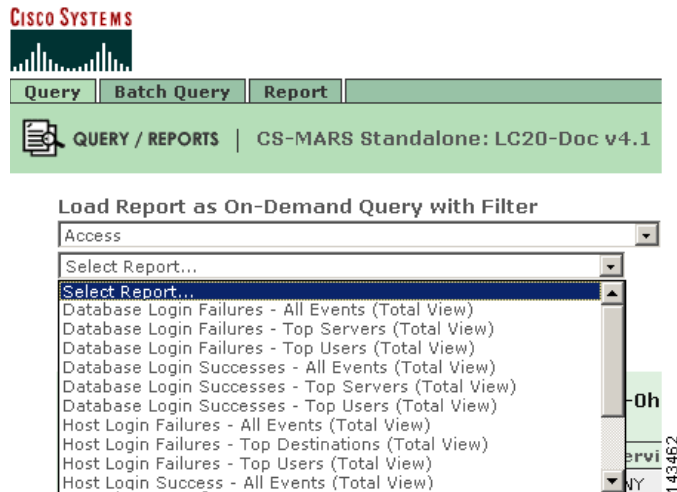 CISCO SYSTEMS
Query Batch Query Report
QUERY / REPORTS | CS-MARS Standalone: LC20-Doc v4.1
Load Report as On-Demand Query with Filter
Access
Select Report...
Select Report...
Database Login Failures - All Events (Total View)
Database Login Failures - Top Servers (Total View)
Database Login Failures - Top Users (Total View)
Database Login Successes - All Events (Total View)
Database Login Successes - Top Servers (Total View)
Database Login Successes - Top Users (Total View)
-0h
Host Login Failures - All Events (Total View)
Host Login Failures - Top Destinations (Total View)
Host Login Failures - Top Users (Total View)
ervi
Host Login Success - All Events (Total View)
NY
143462